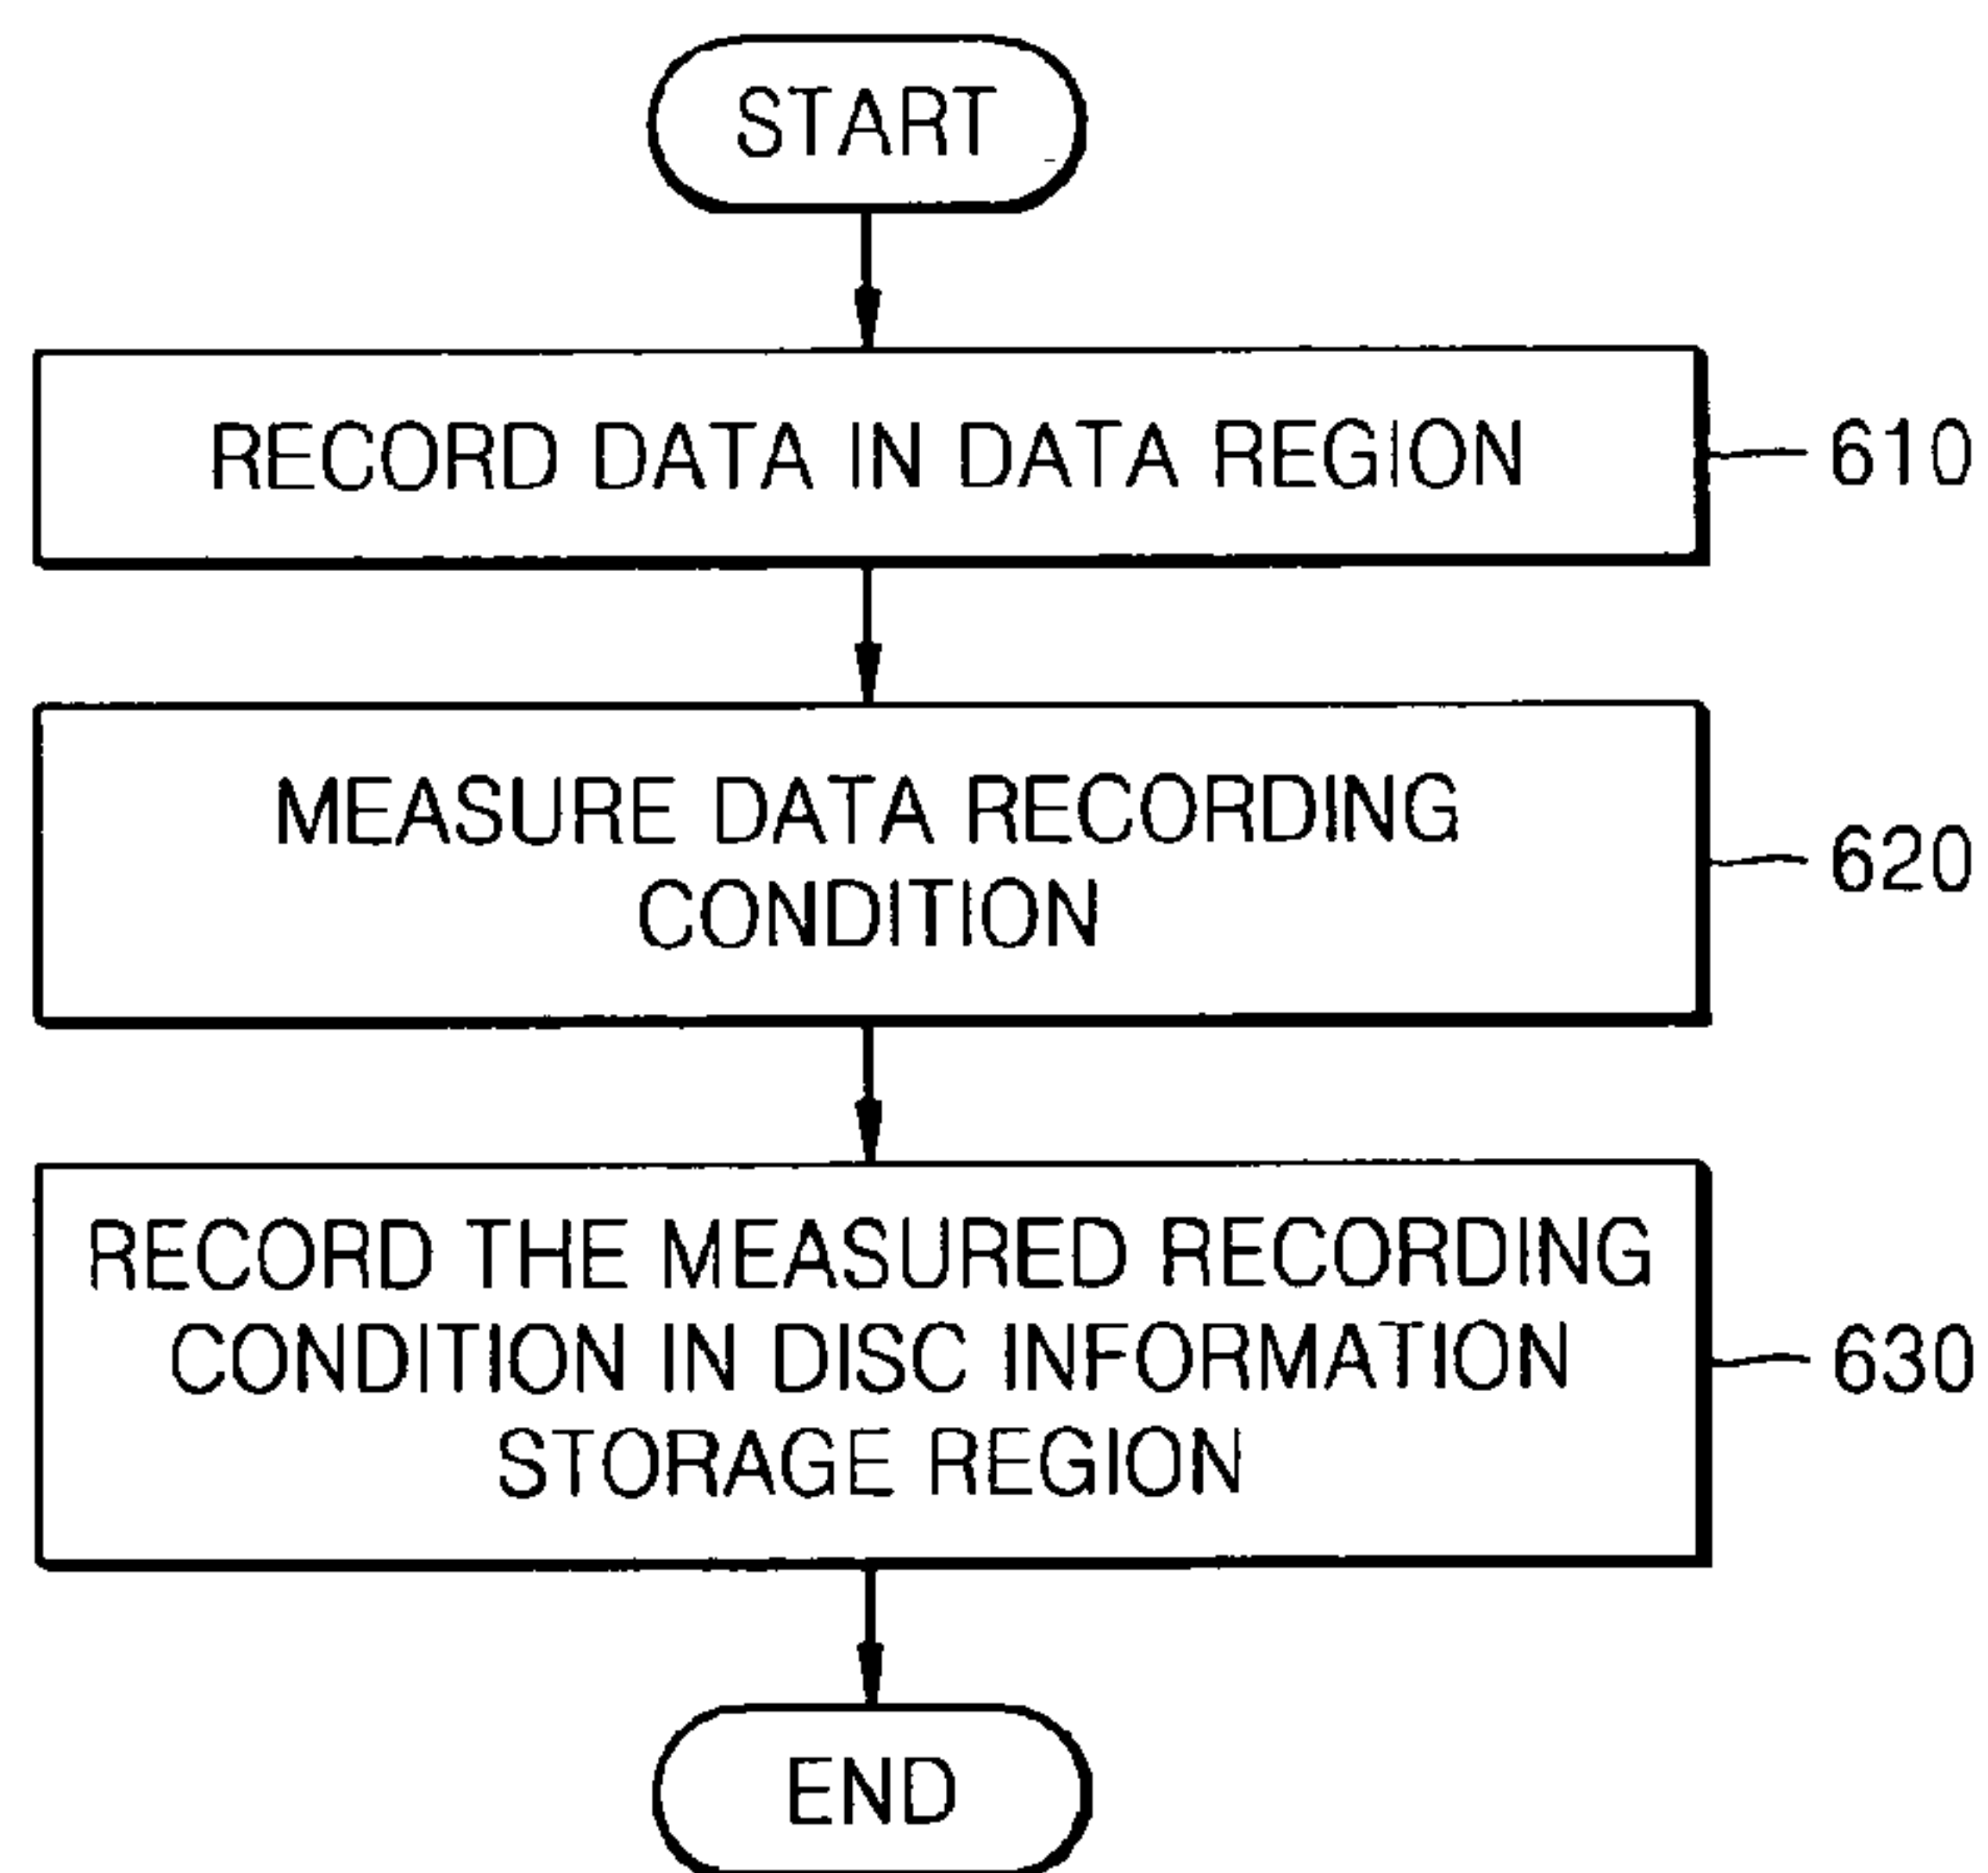 START
RECORD DATA IN DATA REGION
610
MEASURE DATA RECORDING
CONDITION
620
RECORD THE MEASURED RECORDING
CONDITION IN DISC INFORMATION
STORAGE REGION
630
END